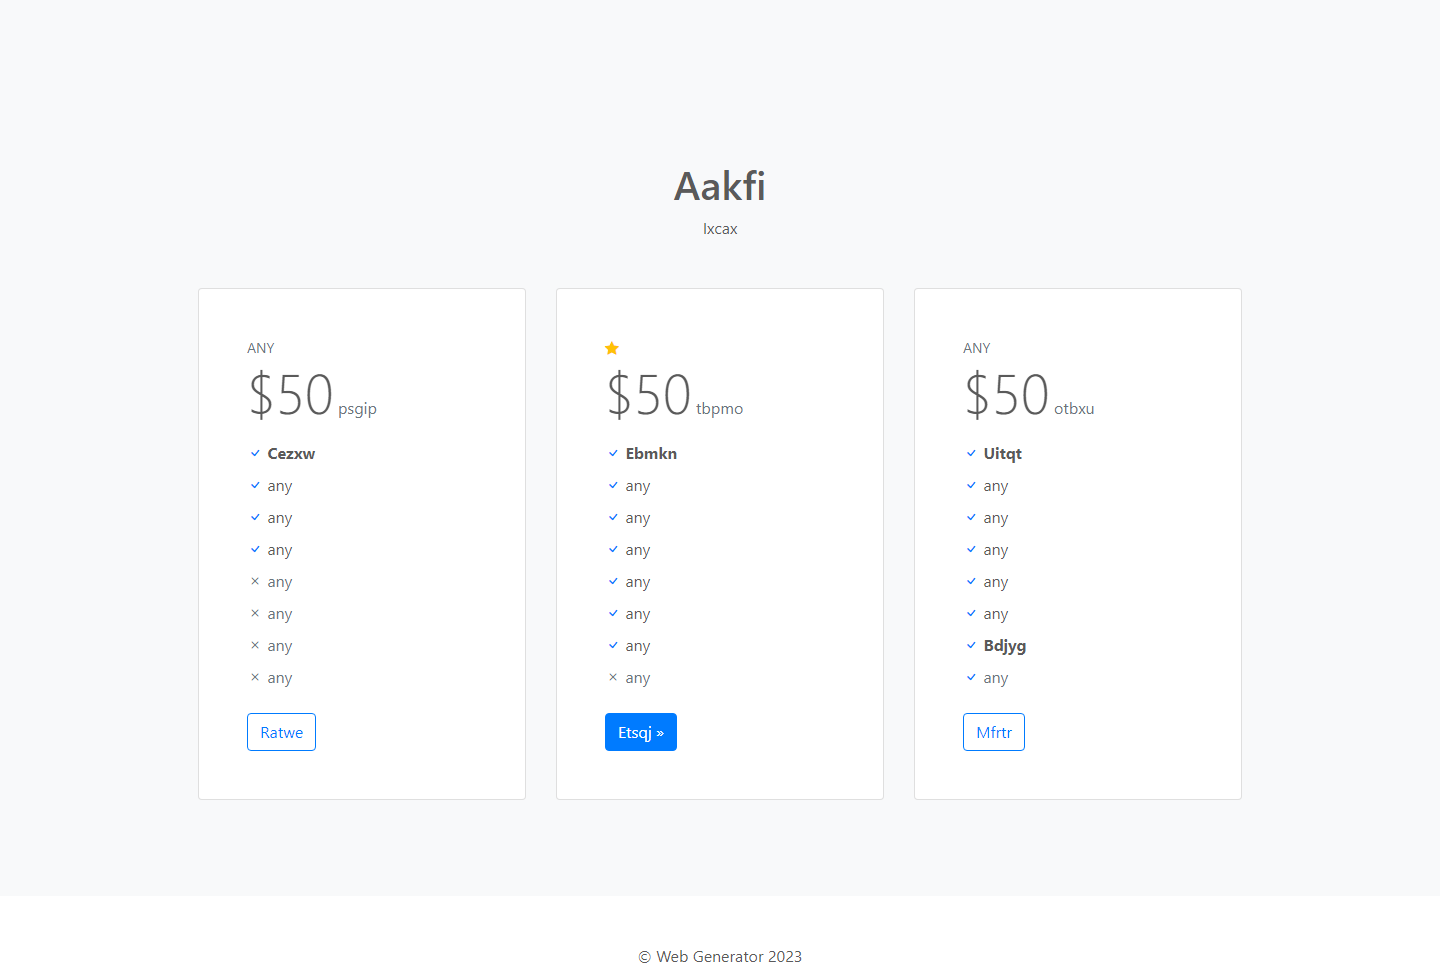 Aakfi
Ixcax
ANY
$50 psgip
Cezxw
any
any
any
any
any
any
any
Ratwe
$50 tbpmo
Ebmkn
any
any
any
any
any
any
any
Etsqj »
ANY
$50 otbxu
Uitqt
any
any
any
any
any
Bdjyg
any
Mfrtr
© Web Generator 2023